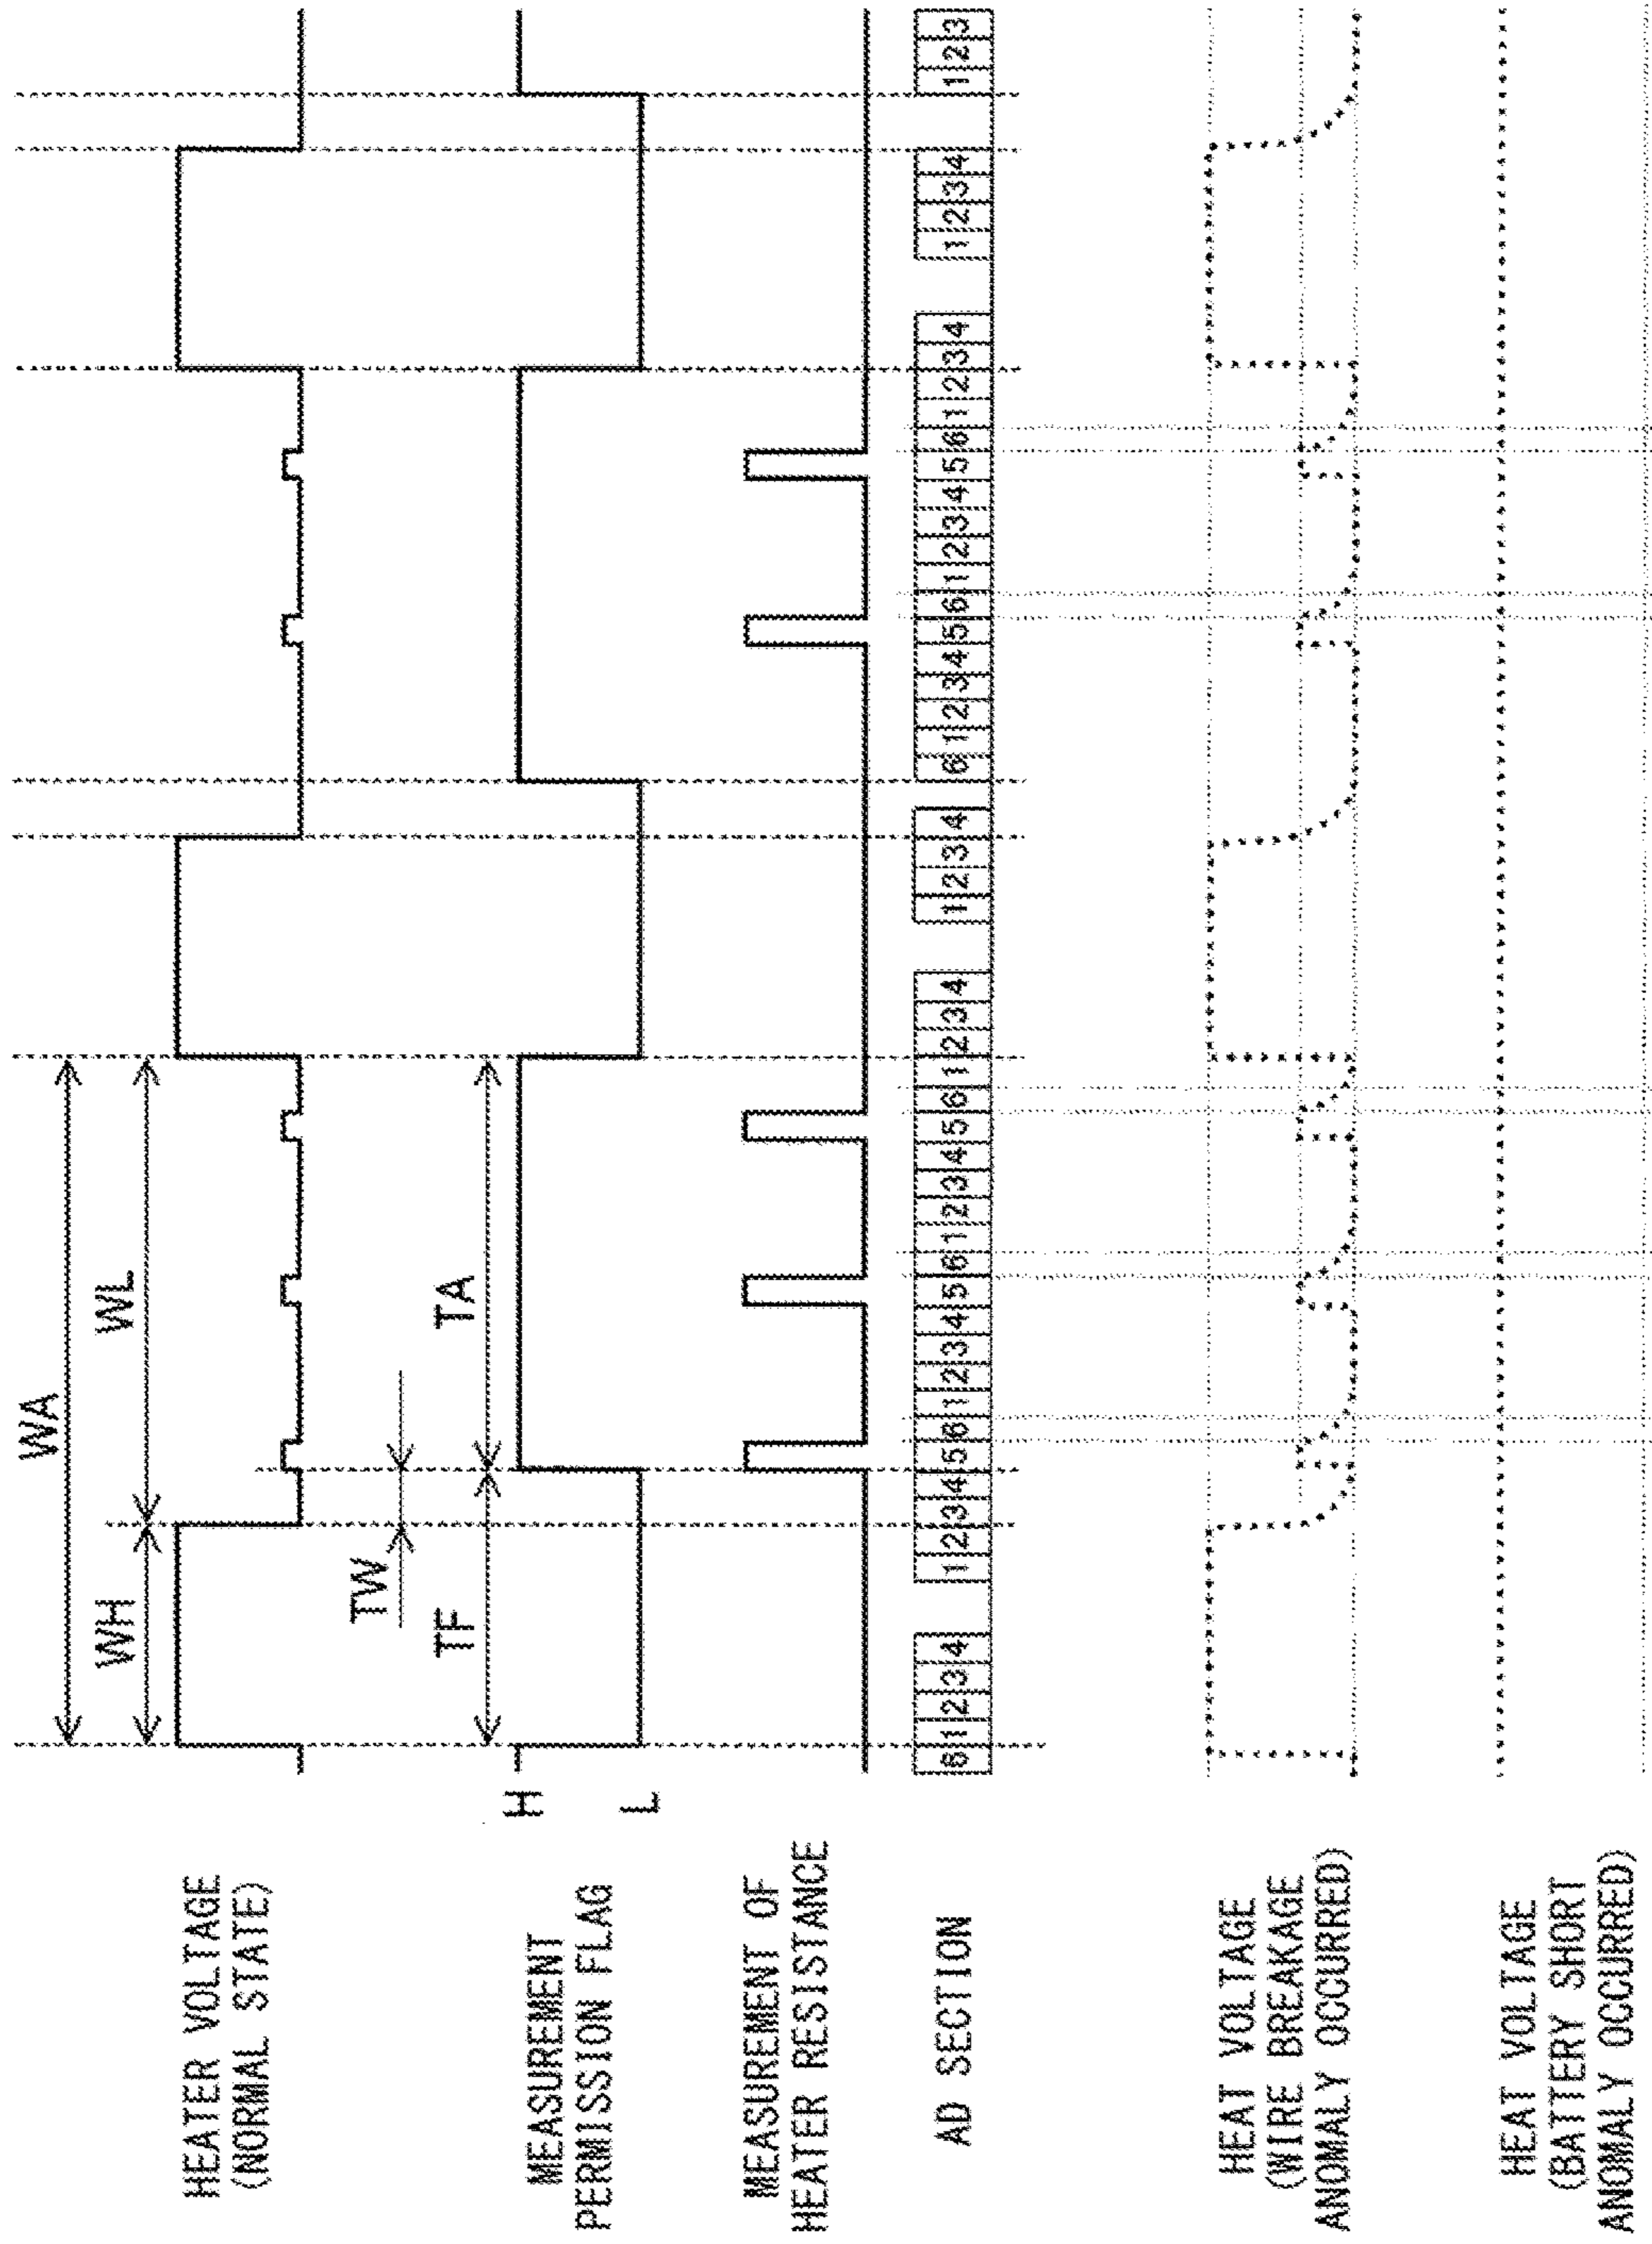 WA
WH
WL
HEATER VOLTAGE
(NORMAL STATE)
TW
TF
TA
H
MEASUREMENT
PERMISSION FLAG
L
MEASUREMENT OF
HEATER RESISTANCE
AD SECTION
6 1 2 3 4 1 2 3 4 5 6 1 2 3 4 5 6 1 2 3 4 5 6 1 2 3 4 1 2 3 4 6 1 2 3 4 5 6 1 2 3 4 5 6 1 2 3 4 1 2 3 4 1 2 3
HEAT VOLTAGE
(WIRE BREAKAGE
ANOMALY OCCURRED)
HEAT VOLTAGE
(BATTERY SHORT
ANOMALY OCCURRED)